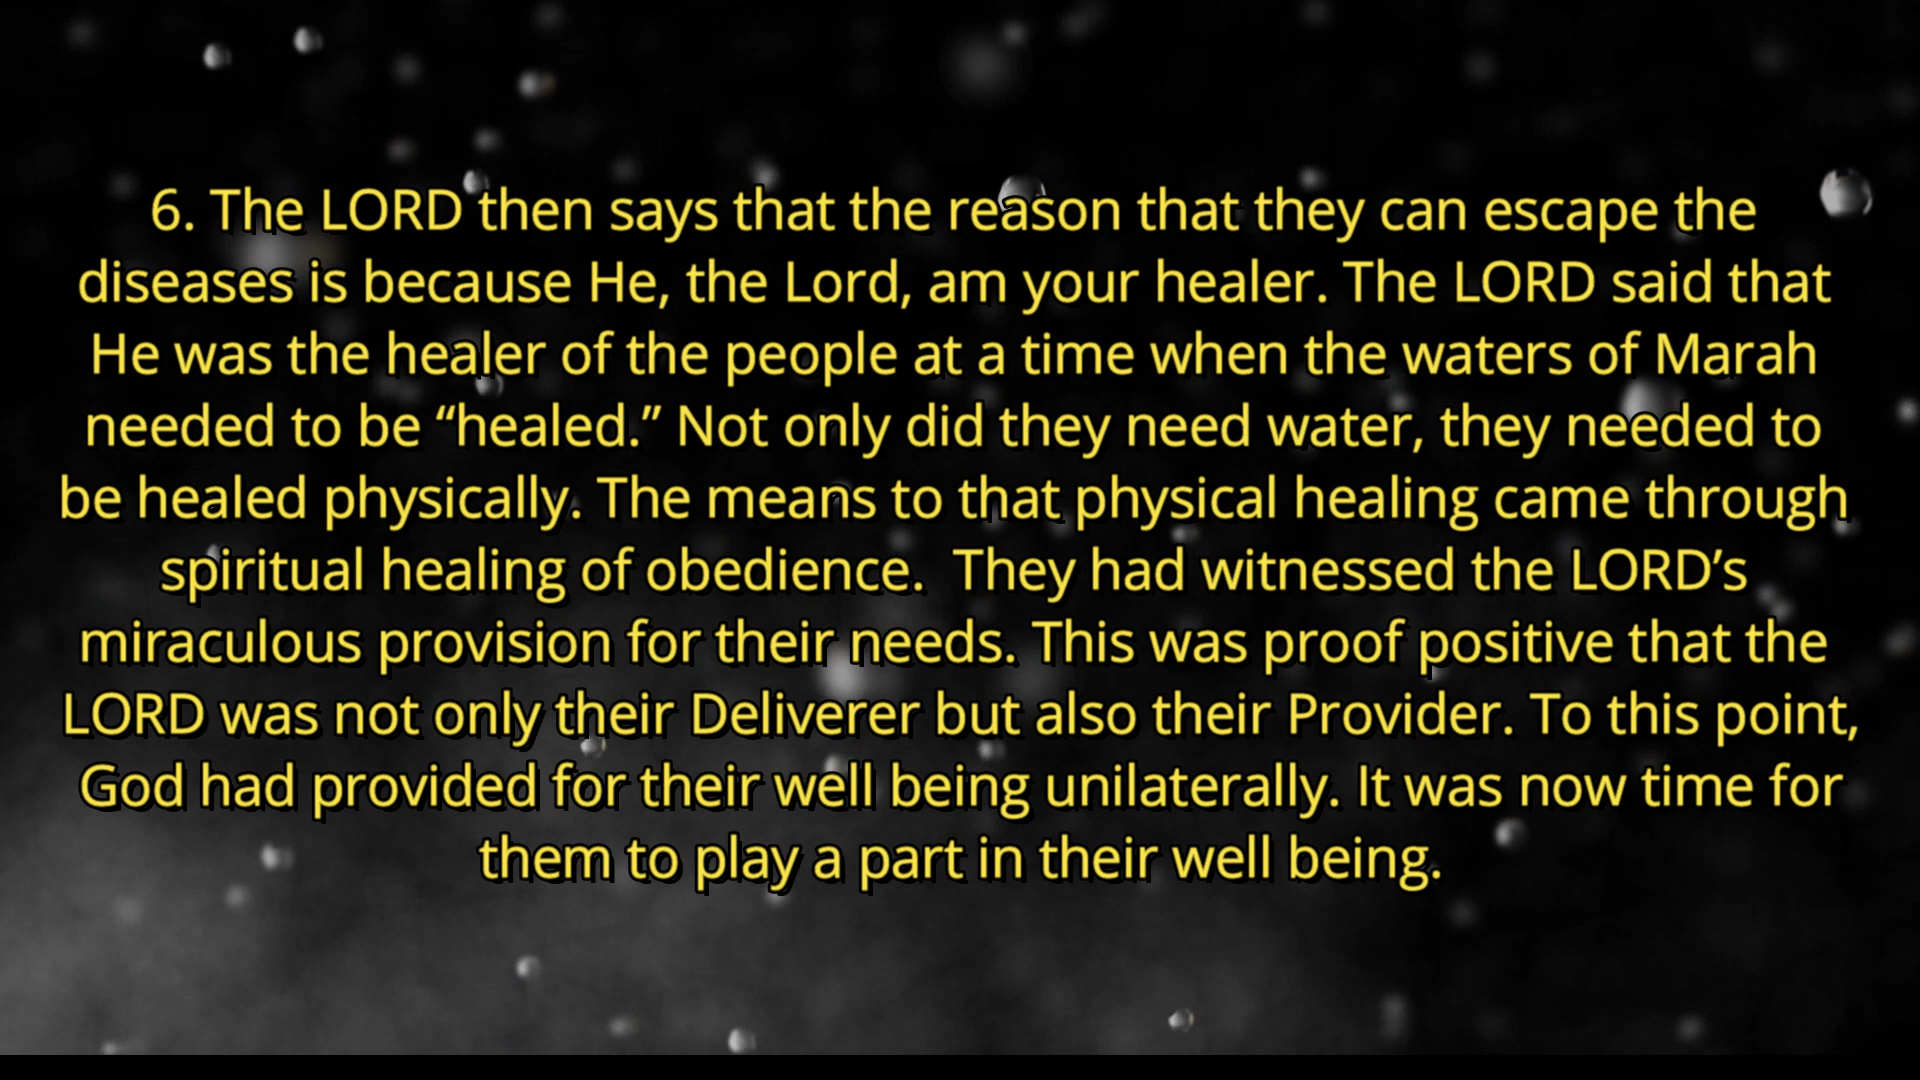 6. The LORD then says that the reason that they can escape the
diseases is because He, the Lord, am your healer. The LORD said that
He was the healer of the people at a time when the waters of Marah
needed to be “healed.” Not only did they need water, they needed to
be healed physically. The means to that physical healing came through
spiritual healing of obedience.  They had witnessed the LORD’s
miraculous provision for their needs. This was proof positive that the
LORD was not only their Deliverer but also their Provider. To this point,
God had provided for their well being unilaterally. It was now time for
them to play a part in their well being.